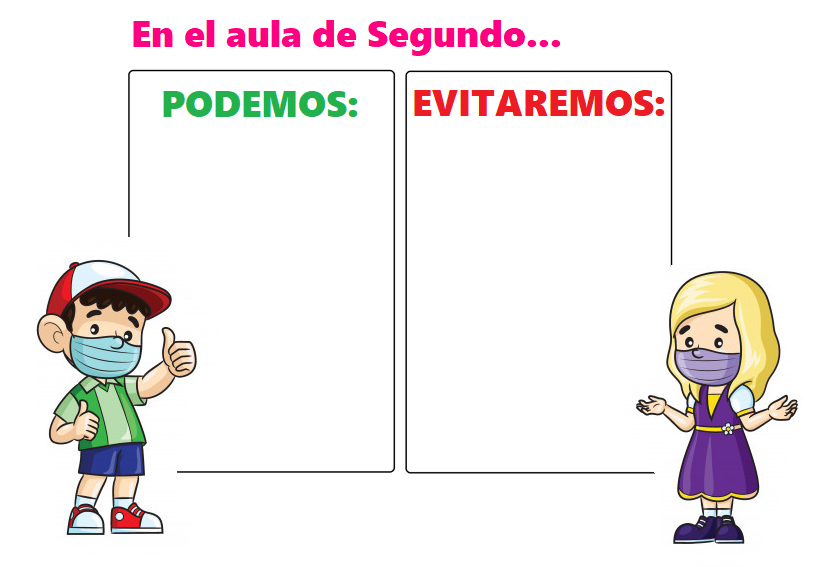 En el aula de Segundo...
PODEMOS:
EVITAREMOS: